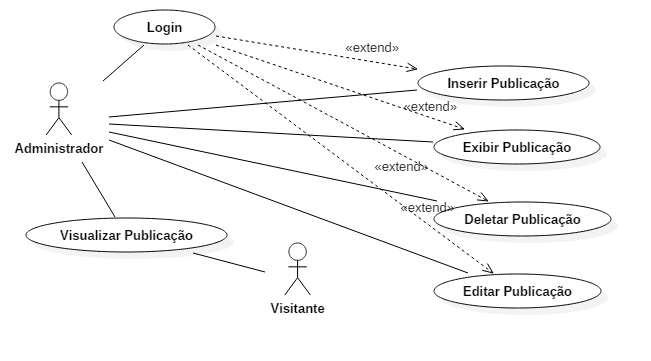 Login
«extend»
Inserir Publicação
«extend»
Administrador
Exibir Publicação
«extend»
«extend»
Deletar Publicação
Visualizar Publicação
Editar Publicação
Visitante